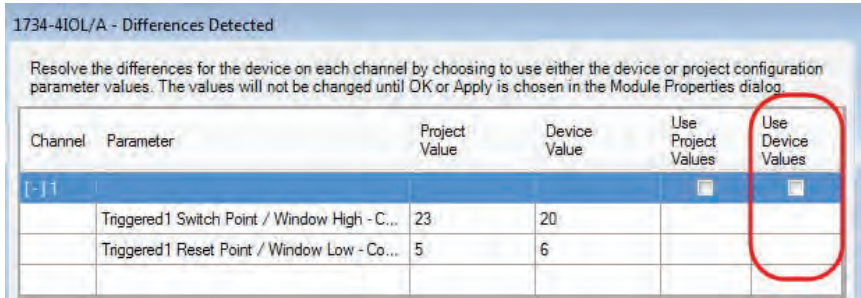 1734-4IOL/A - Differences Detected
Resolve the differences for the device on each channel by choosing to use either the device or project configuration
parameter values. The values will not be changed until OK or Apply is chosen in the Module Properties dialog.
Channel Parameter Project Value Device Value Use Project Values Use Device Values
[-] 1
Triggered1 Switch Point / Window High - C... 23 20
Triggered1 Reset Point / Window Low - Co... 5 6